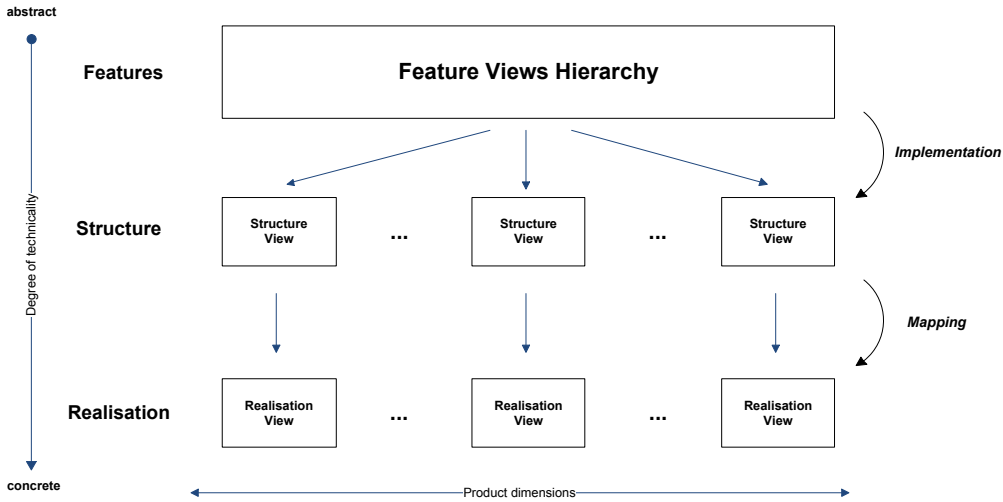 abstract
Features
Feature Views Hierarchy
Implementation
Degree of technicality
Structure
Structure
View
...
Structure
View
...
Structure
View
Mapping
Realisation
Realisation
View
...
Realisation
View
...
Realisation
View
concrete
Product dimensions